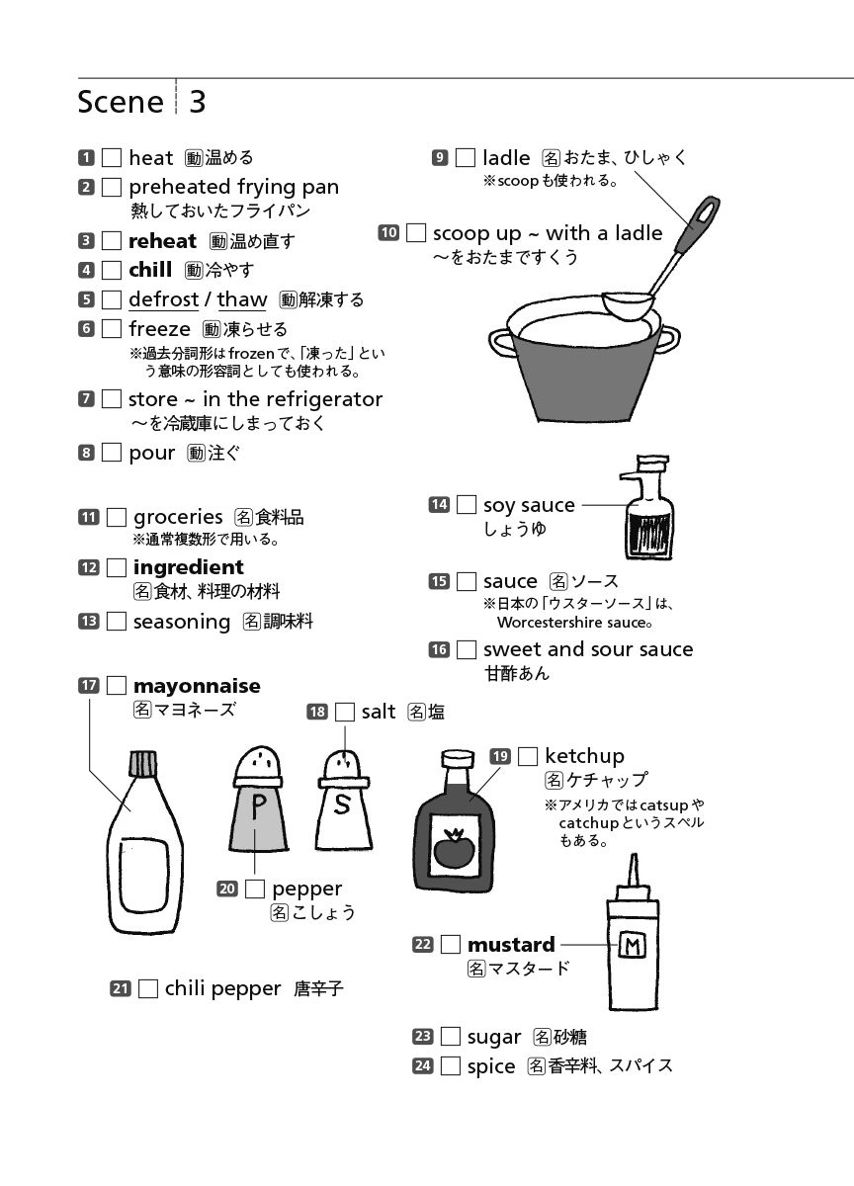 Scene 3
1 heat 動温める
2 preheated frying pan
熱しておいたフライパン
3 reheat 動温め直す
4 chill 動冷やす
5 defrost / thaw 動解凍する
6 freeze 動凍らせる
※過去分詞形はfrozenで、「凍った」とい
う意味の形容詞としても使われる。
7 store ~ in the refrigerator
～を冷蔵庫にしまっておく
8 pour 動注ぐ
9 ladle 名おたま、ひしゃく
※scoopも使われる。
10 scoop up ~ with a ladle
～をおたまですくう
11 groceries 名食料品
※通常複数形で用いる。
12 ingredient
名食材、料理の材料
13 seasoning 名調味料
14 soy sauce
しょうゆ
15 sauce 名ソース
※日本の「ウスターソース」は、
Worcestershire sauce。
16 sweet and sour sauce
甘酢あん
17 mayonnaise
名マヨネーズ
18 salt 名塩
P
S
19 ketchup
名ケチャップ
※アメリカではcatsupや
catchupというスペル
もある。
20 pepper
名こしょう
21 chili pepper 唐辛子
22 mustard
名マスタード
M
23 sugar 名砂糖
24 spice 名香辛料、スパイス